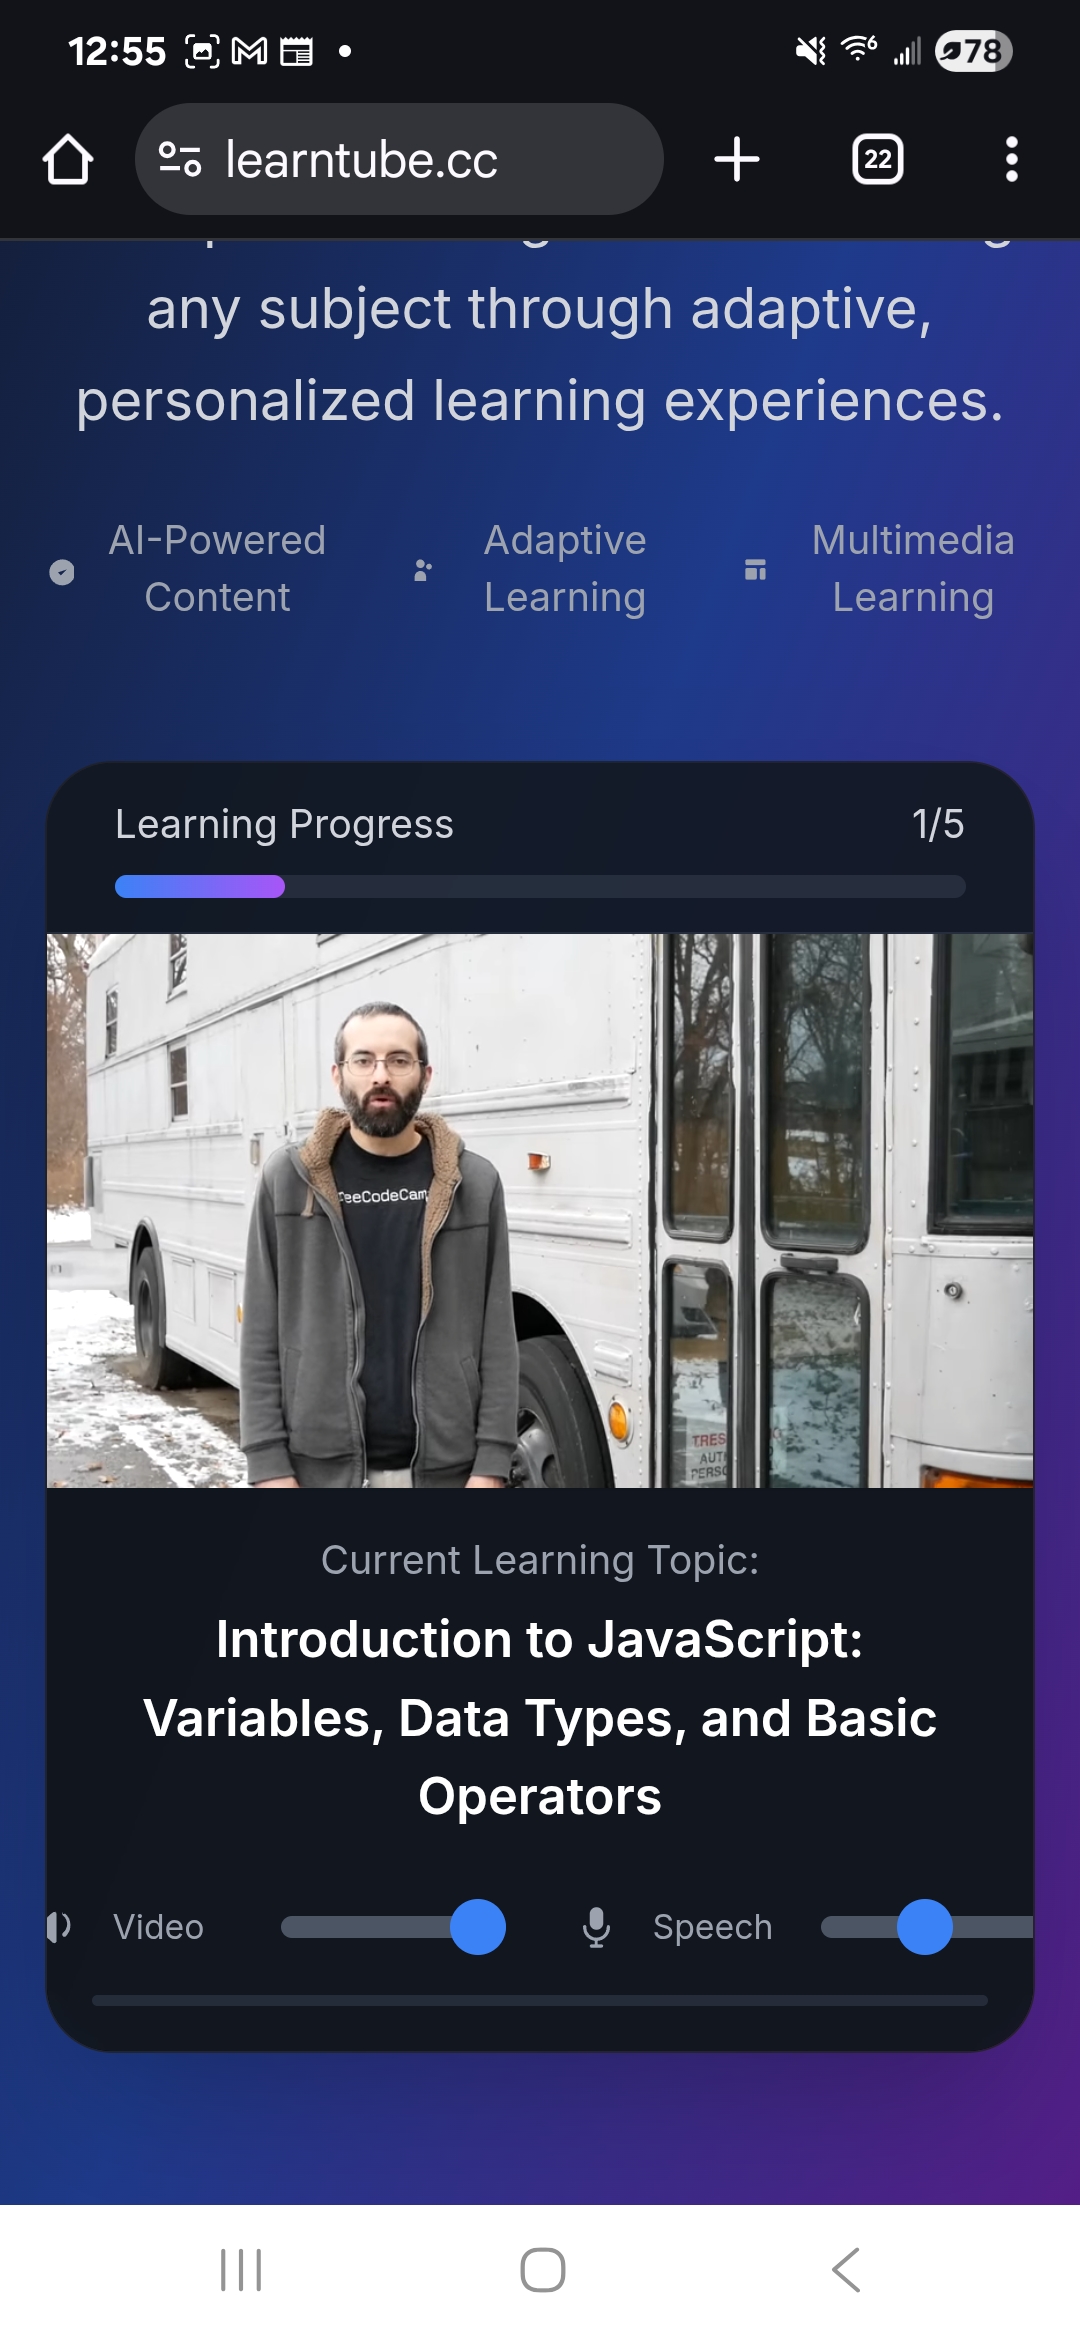 12:55
78
learntube.cc
22
any subject through adaptive,
personalized learning experiences.
AI-Powered
Content
Adaptive
Learning
Multimedia
Learning
Learning Progress
1/5
eeCodeCam
TRES
AUT
PERSO
Current Learning Topic:
Introduction to JavaScript:
Variables, Data Types, and Basic
Operators
Video
Speech